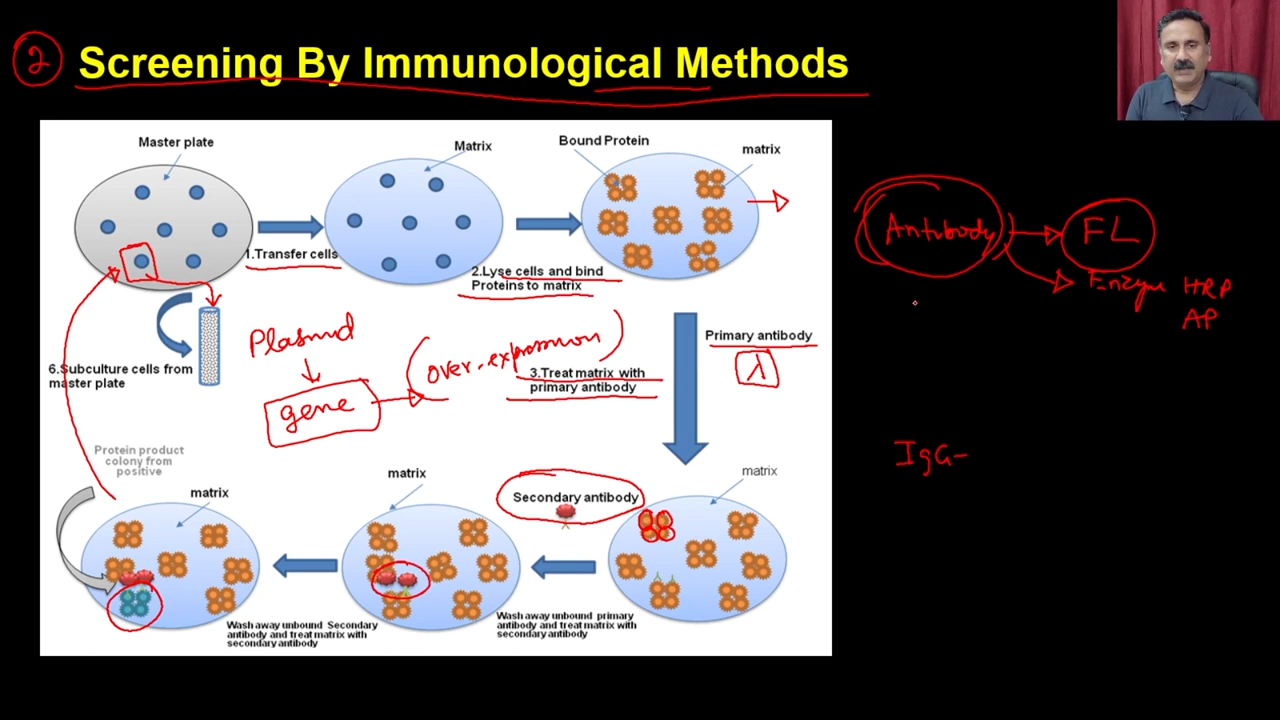 2
Screening By Immunological Methods
Master plate
Matrix
Bound Protein
matrix
1.Transfer cells
2.Lyse cells and bind
Proteins to matrix
Antibody
FL
Enzyme HRP
AP
Plasmid
gene
over-expression
Primary antibody
3.Treat matrix with
primary antibody
6.Subculture cells from
master plate
Protein product
colony from
positive
matrix
matrix
Secondary antibody
matrix
IgG-
Wash away unbound Secondary
antibody and treat matrix with
secondary antibody
Wash away unbound primary
antibody and treat matrix with
secondary antibody